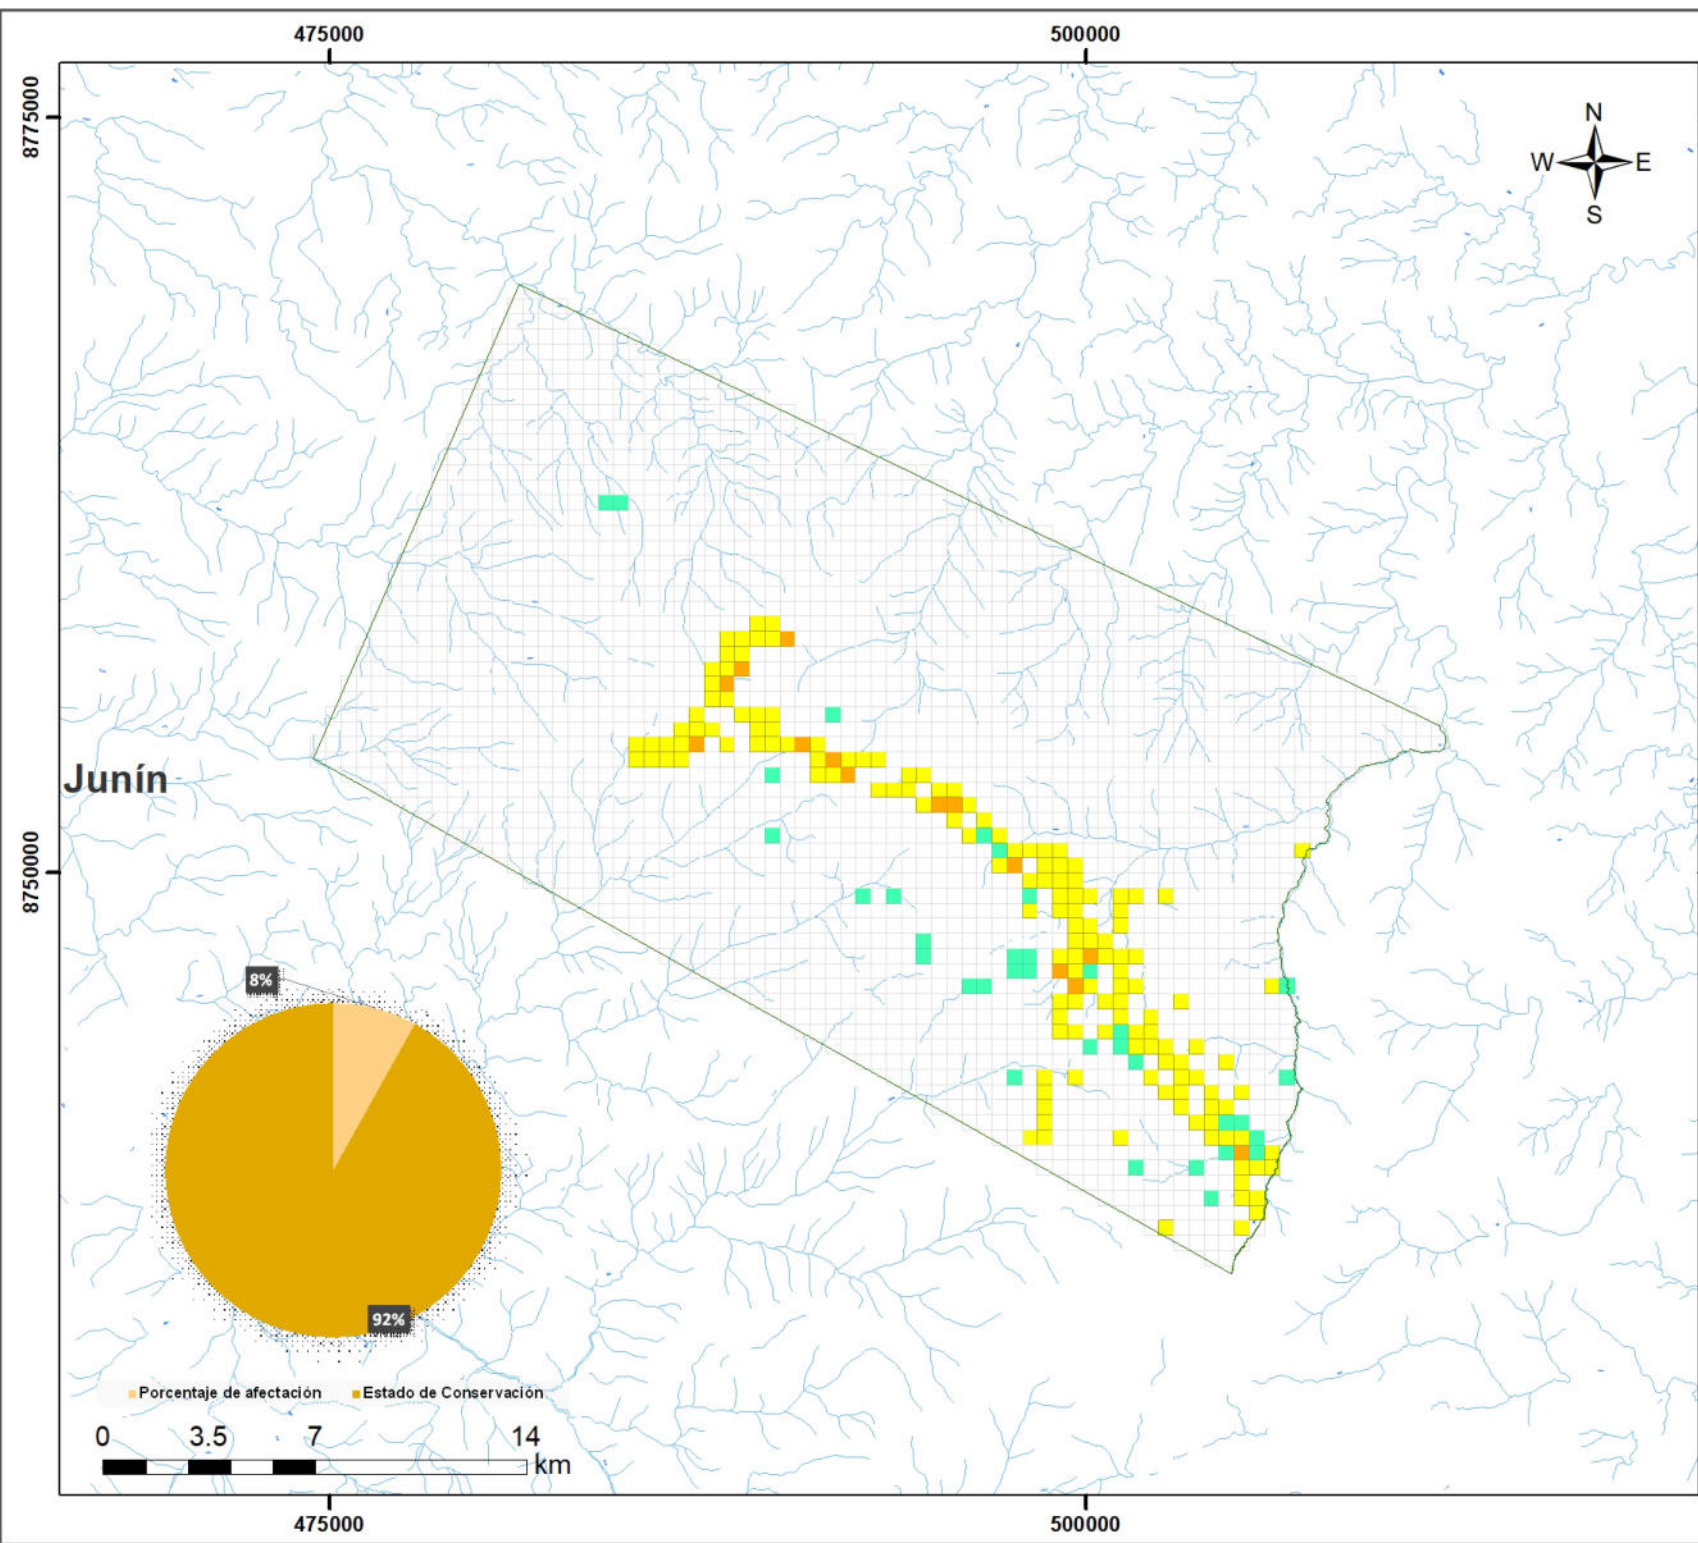 475000 500000
8775000
N
W E
S
Junín
8750000
8%
92%
Porcentaje de afectación Estado de Conservación
0 3.5 7 14
km
475000 500000